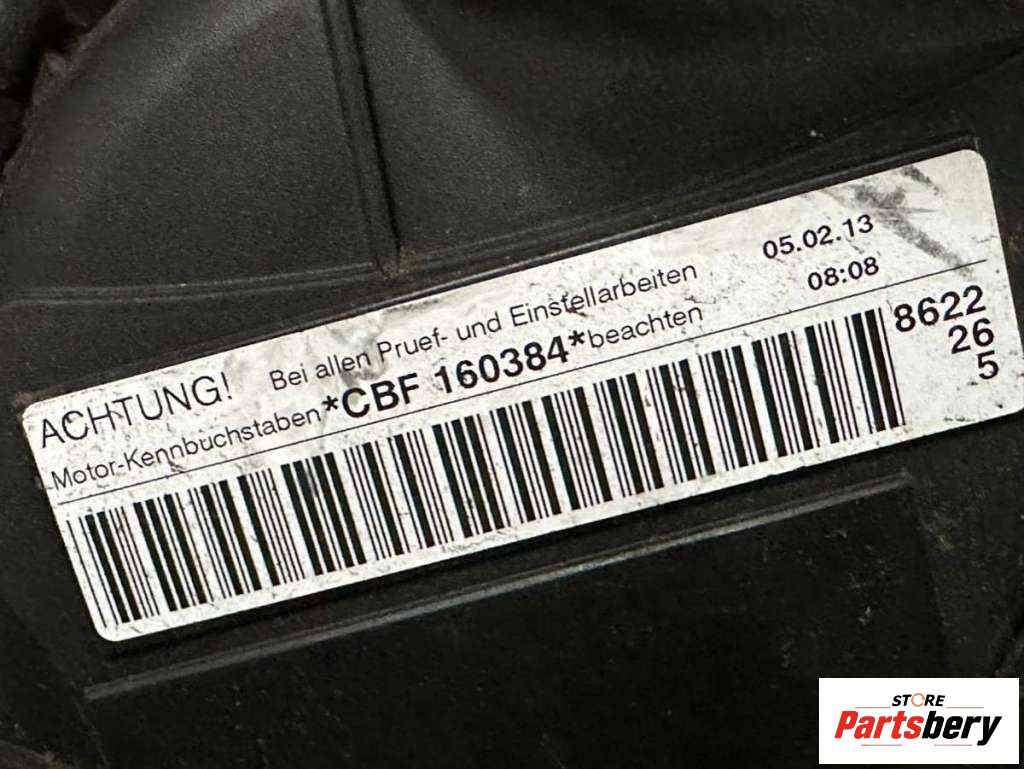 ACHTUNG! Bei allen Pruef- und Einstellarbeiten 05.02.13
Motor-Kennbuchstaben *CBF 160384* beachten 08:08
8622
26
5
STORE
Partsbery